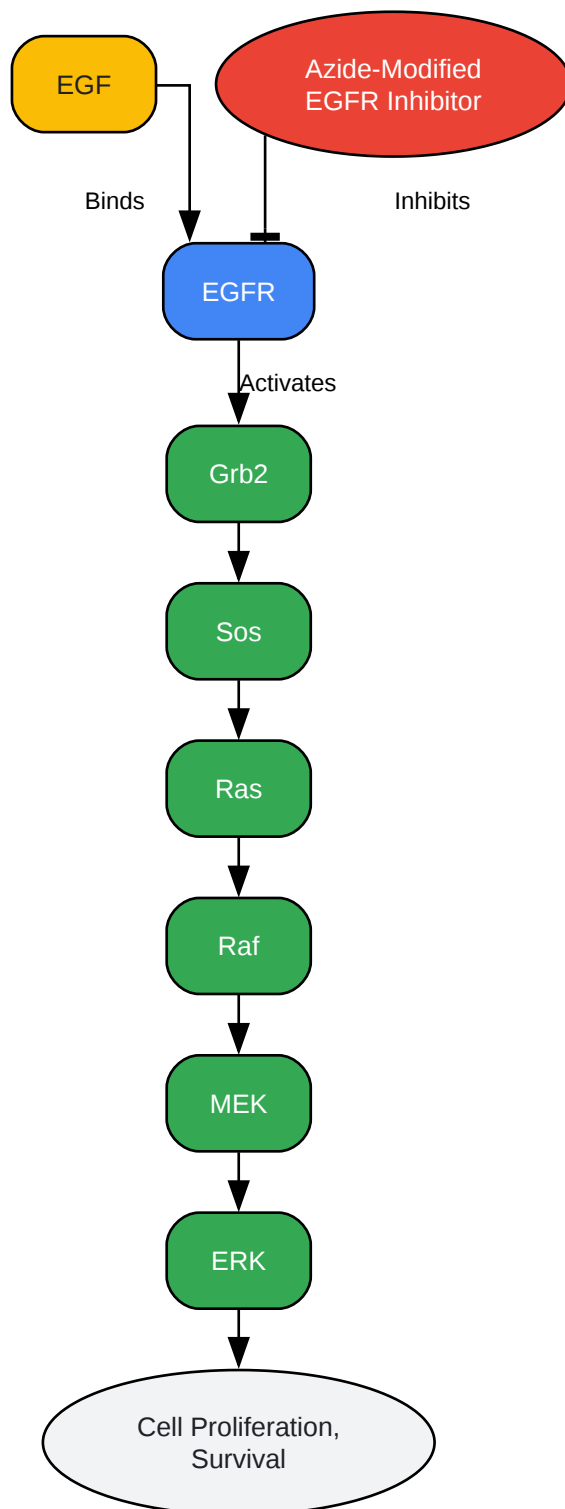 EGF
Azide-Modified
EGFR Inhibitor
Binds
Inhibits
EGFR
Activates
Grb2
Sos
Ras
Raf
MEK
ERK
Cell Proliferation,
Survival